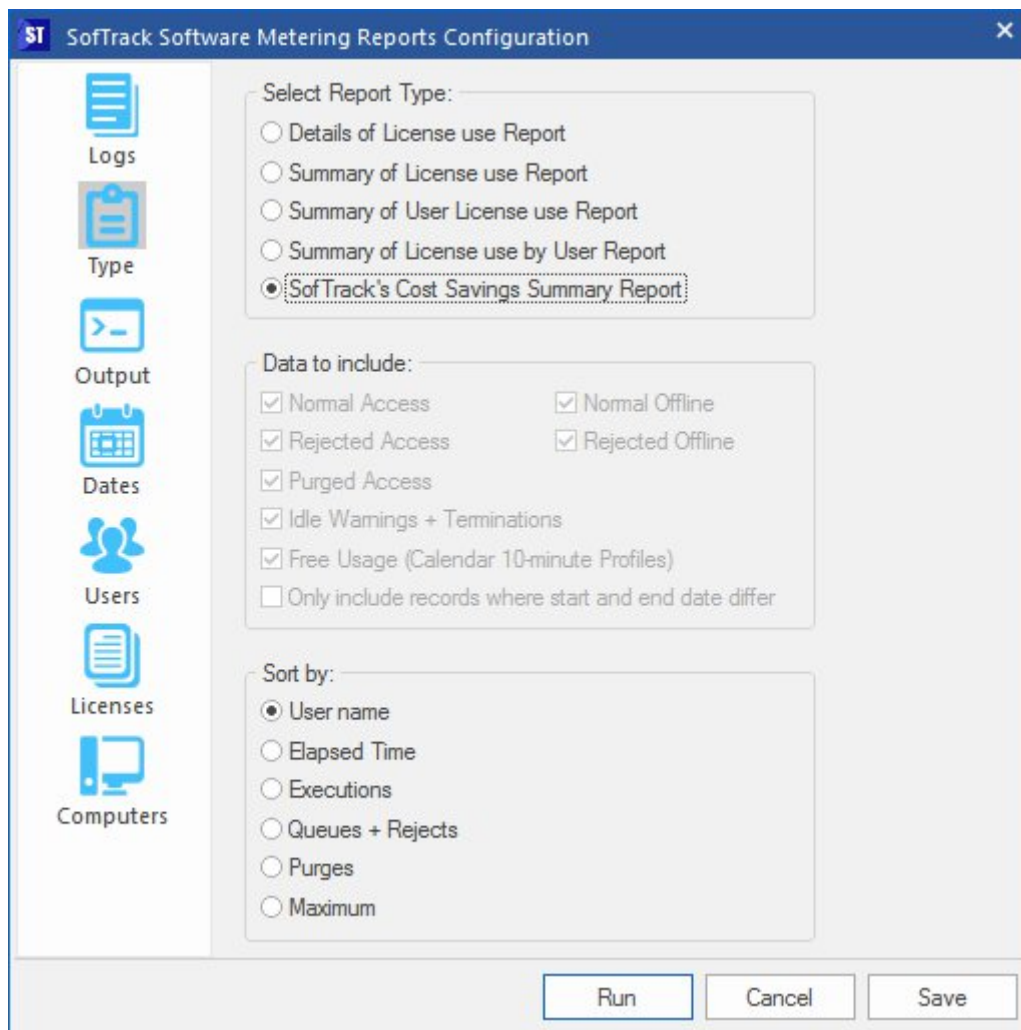 ST SofTrack Software Metering Reports Configuration
Logs
Type
Output
Dates
Users
Licenses
Computers
Select Report Type:
Details of License use Report
Summary of License use Report
Summary of User License use Report
Summary of License use by User Report
SofTrack's Cost Savings Summary Report
Data to include:
Normal Access Normal Offline
Rejected Access Rejected Offline
Purged Access
Idle Warnings + Terminations
Free Usage (Calendar 10-minute Profiles)
Only include records where start and end date differ
Sort by:
User name
Elapsed Time
Executions
Queues + Rejects
Purges
Maximum
Run Cancel Save